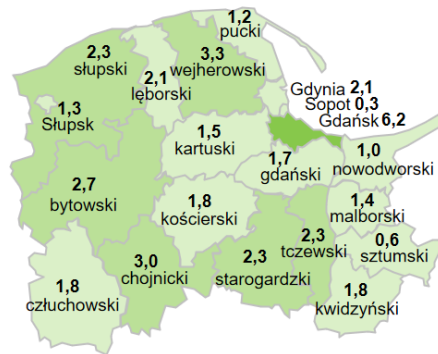 1,2
pucki
2,3
słupski
3,3
wejherowski
2,1
lęborski
Gdynia 2,1
Sopot 0,3
Gdańsk 6,2
1,3
Słupsk
1,5
kartuski
1,7
gdański
1,0
nowodworski
2,7
bytowski
1,8
kościerski
1,4
malborski
2,3
tczewski
0,6
sztumski
3,0
chojnicki
2,3
starogardzki
1,8
człuchowski
1,8
kwidzyński